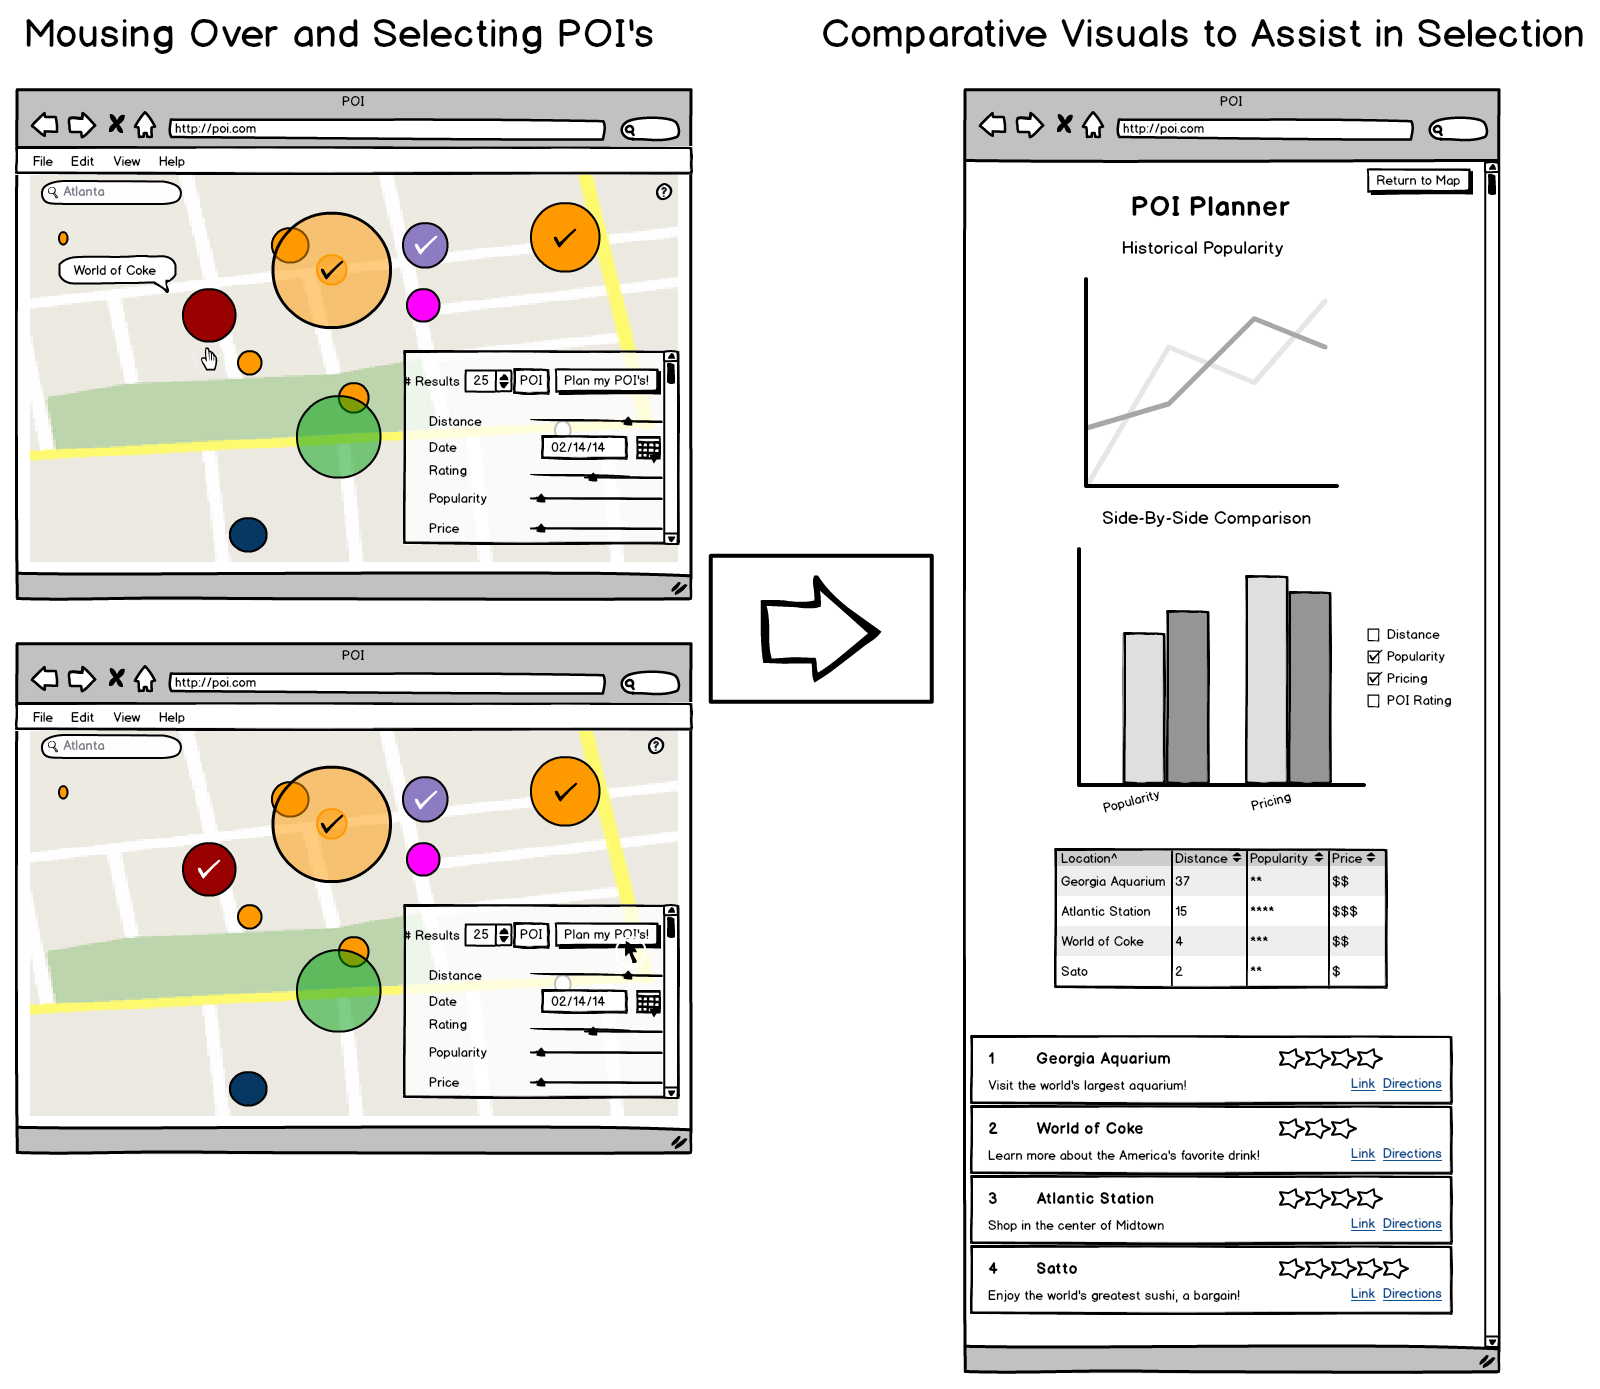 Mousing Over and Selecting POI's
Comparative Visuals to Assist in Selection
POI
http://poi.com
File Edit View Help
Atlanta
World of Coke
# Results 25 POI Plan my POI's!
Distance
Date 02/14/14
Rating
Popularity
Price
POI
http://poi.com
File Edit View Help
Atlanta
# Results 25 POI Plan my POI's!
Distance
Date 02/14/14
Rating
Popularity
Price
POI
http://poi.com
Return to Map
POI Planner
Historical Popularity
Side-By-Side Comparison
Distance
Popularity
Pricing
POI Rating
Popularity Pricing
Location^ Distance Popularity Price
Georgia Aquarium 37 ** $$
Atlantic Station 15 **** $$$
World of Coke 4 *** $$
Sato 2 ** $
1 Georgia Aquarium
Visit the world's largest aquarium! Link Directions
2 World of Coke
Learn more about the America's favorite drink! Link Directions
3 Atlantic Station
Shop in the center of Midtown Link Directions
4 Satto
Enjoy the world's greatest sushi, a bargain! Link Directions